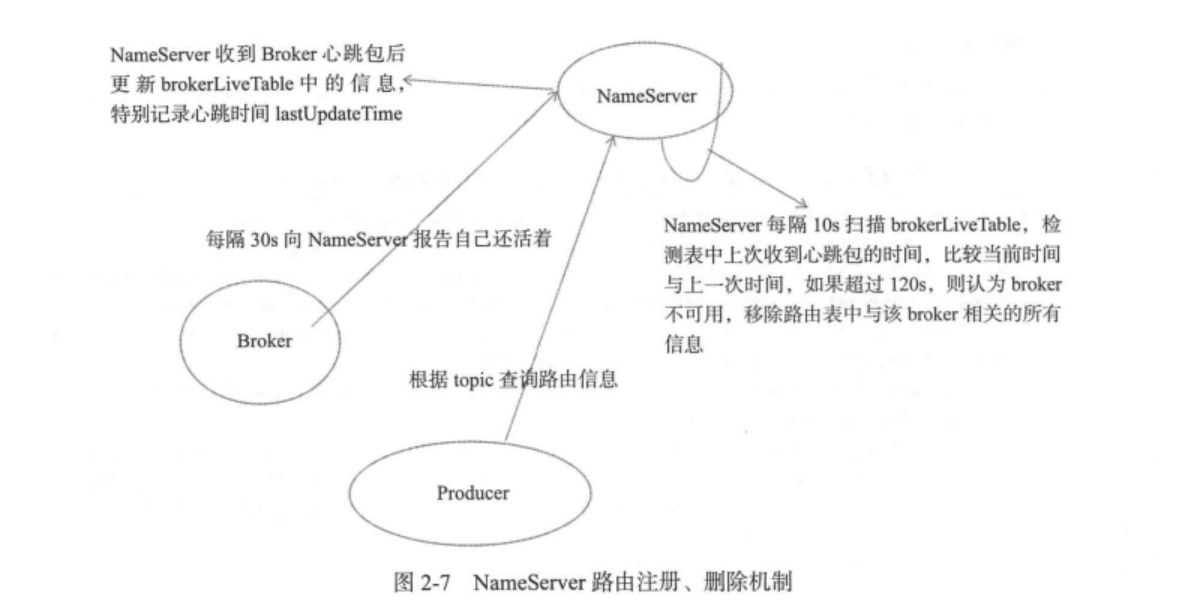 NameServer 收到 Broker 心跳包后
更新 brokerLiveTable 中的信息，
特别记录心跳时间 lastUpdateTime
NameServer
每隔 30s 向 NameServer 报告自己还活着
NameServer 每隔 10s 扫描 brokerLiveTable，检
测表中上次收到心跳包的时间，比较当前时间
与上一次时间，如果超过 120s，则认为 broker
不可用，移除路由表中与该 broker 相关的所有
信息
Broker
根据 topic 查询路由信息
Producer
图 2-7 NameServer 路由注册、删除机制